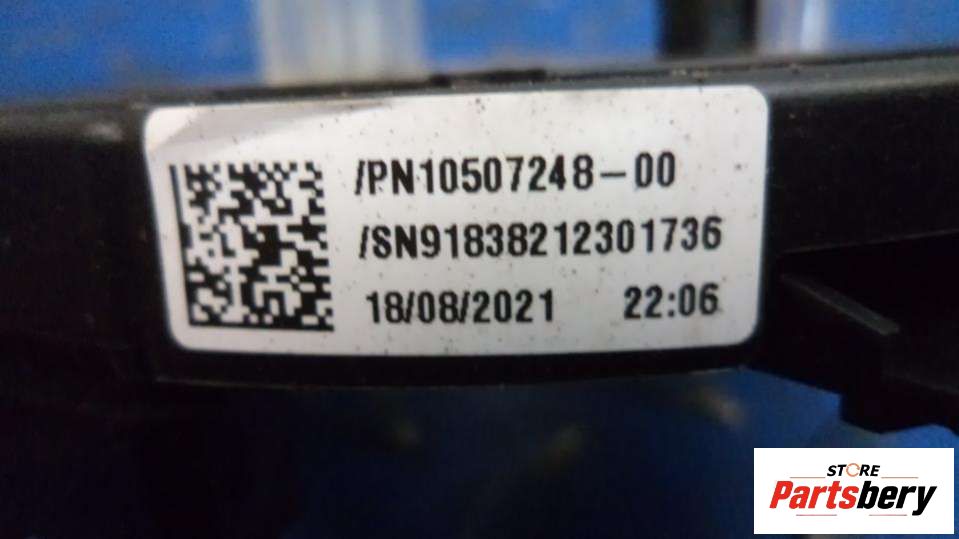 /PN10507248-00
/SN91838212301736
18/08/2021 22:06
STORE
Partsbery